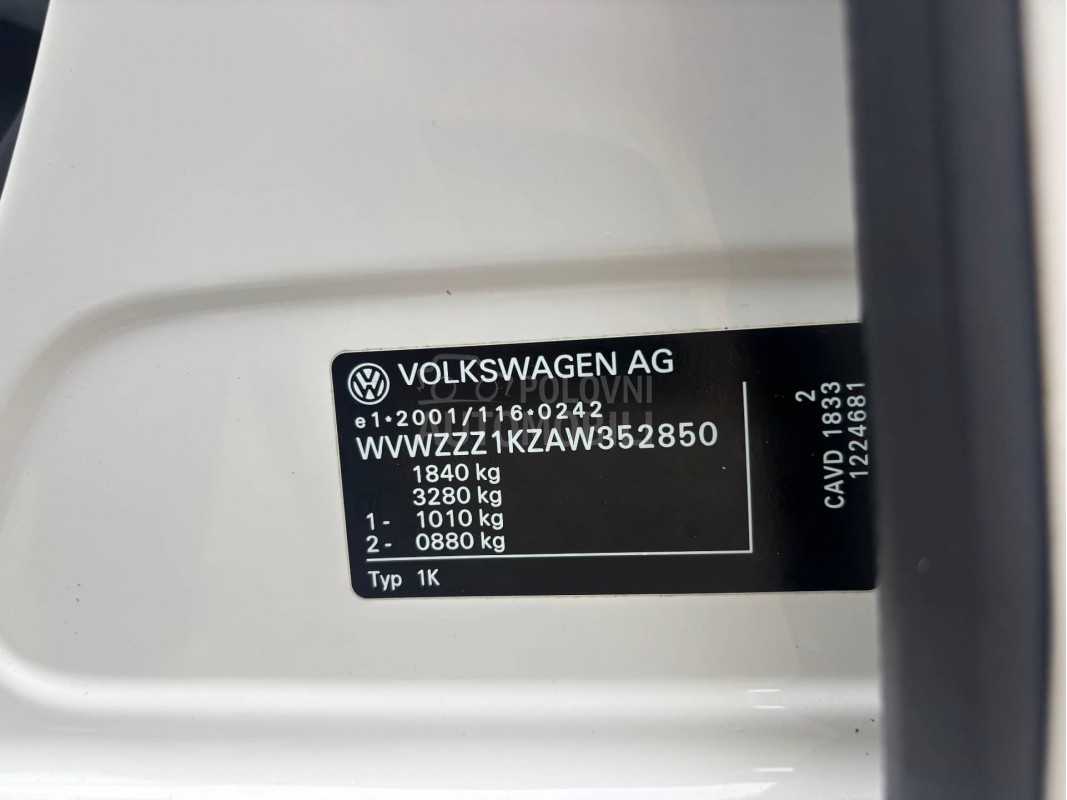 VOLKSWAGEN AG
POLOVNI
AUTOMOBILI
e1*2001/116*0242
WVWZZZ1KZAW352850
1840 kg
3280 kg
1- 1010 kg
2- 0880 kg
Typ 1K
2
CAVD 1833
1224681